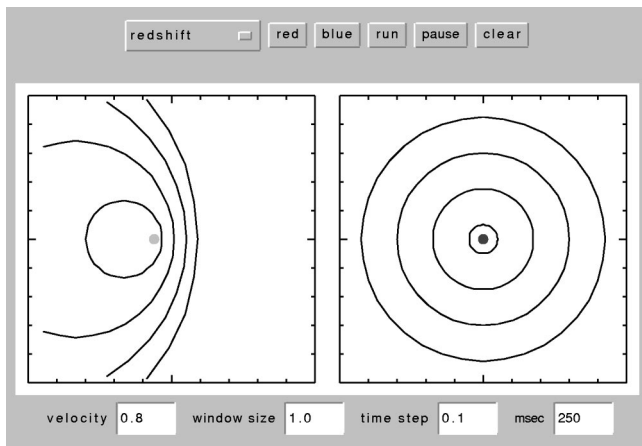 redshift red blue run pause clear
velocity 0.8 window size 1.0 time step 0.1 msec 250